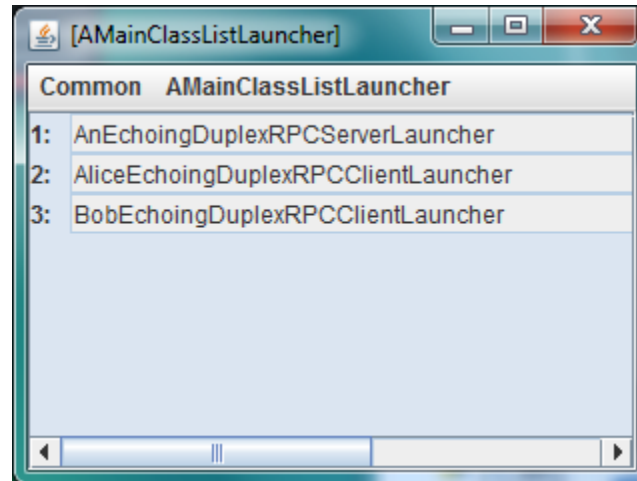 [AMainClassListLauncher]
Common AMainClassListLauncher
1: AnEchoingDuplexRPCServerLauncher
2: AliceEchoingDuplexRPCClientLauncher
3: BobEchoingDuplexRPCClientLauncher